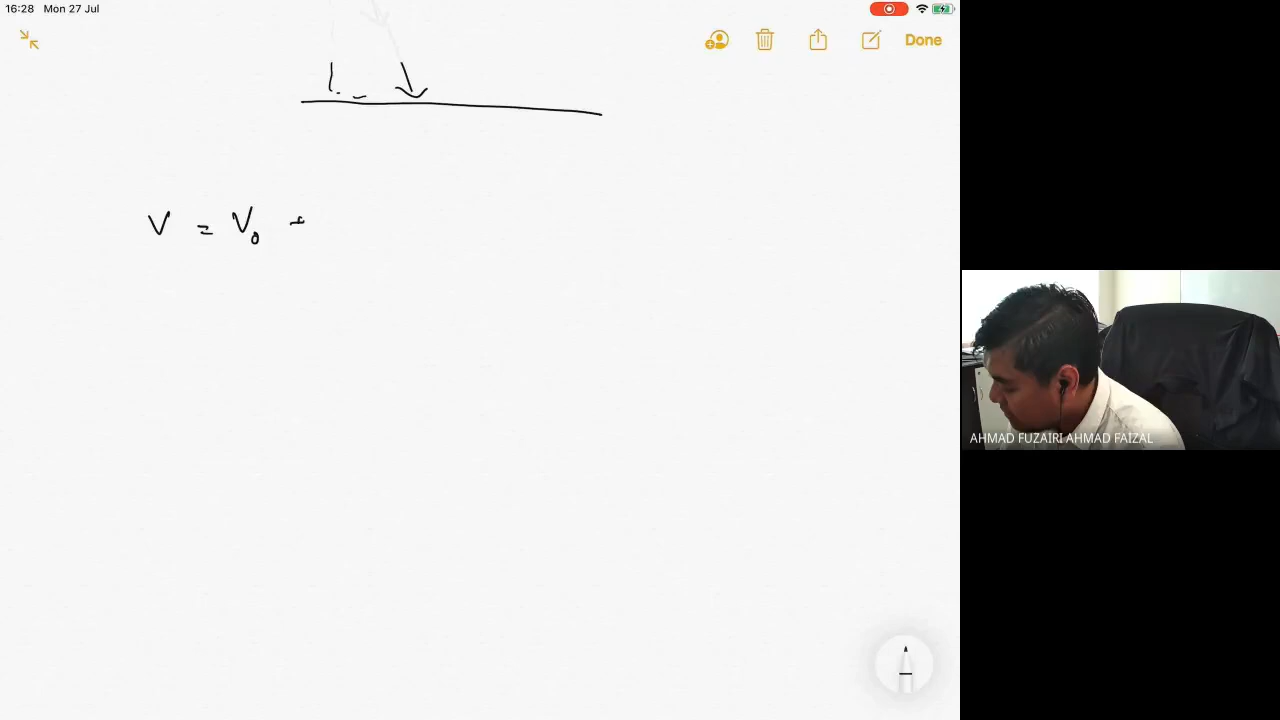 16:28 Mon 27 Jul
Done
V = V₀ +
AHMAD FUZAIRI AHMAD FAIZAL